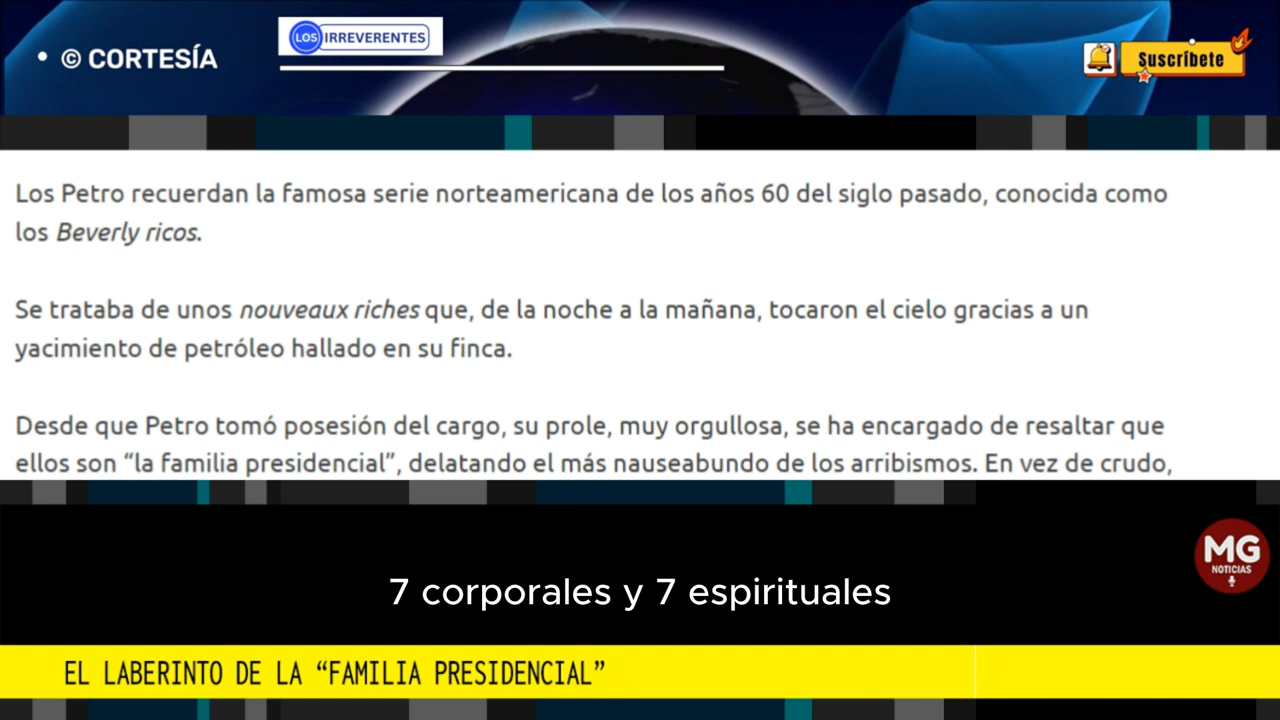 • © CORTESÍA
LOS IRREVERENTES
Suscríbete
Los Petro recuerdan la famosa serie norteamericana de los años 60 del siglo pasado, conocida como
los Beverly ricos.
Se trataba de unos nouveaux riches que, de la noche a la mañana, tocaron el cielo gracias a un
yacimiento de petróleo hallado en su finca.
Desde que Petro tomó posesión del cargo, su prole, muy orgullosa, se ha encargado de resaltar que
ellos son “la familia presidencial”, delatando el más nauseabundo de los arribismos. En vez de crudo,
MG
NOTICIAS
7 corporales y 7 espirituales
EL LABERINTO DE LA “FAMILIA PRESIDENCIAL”